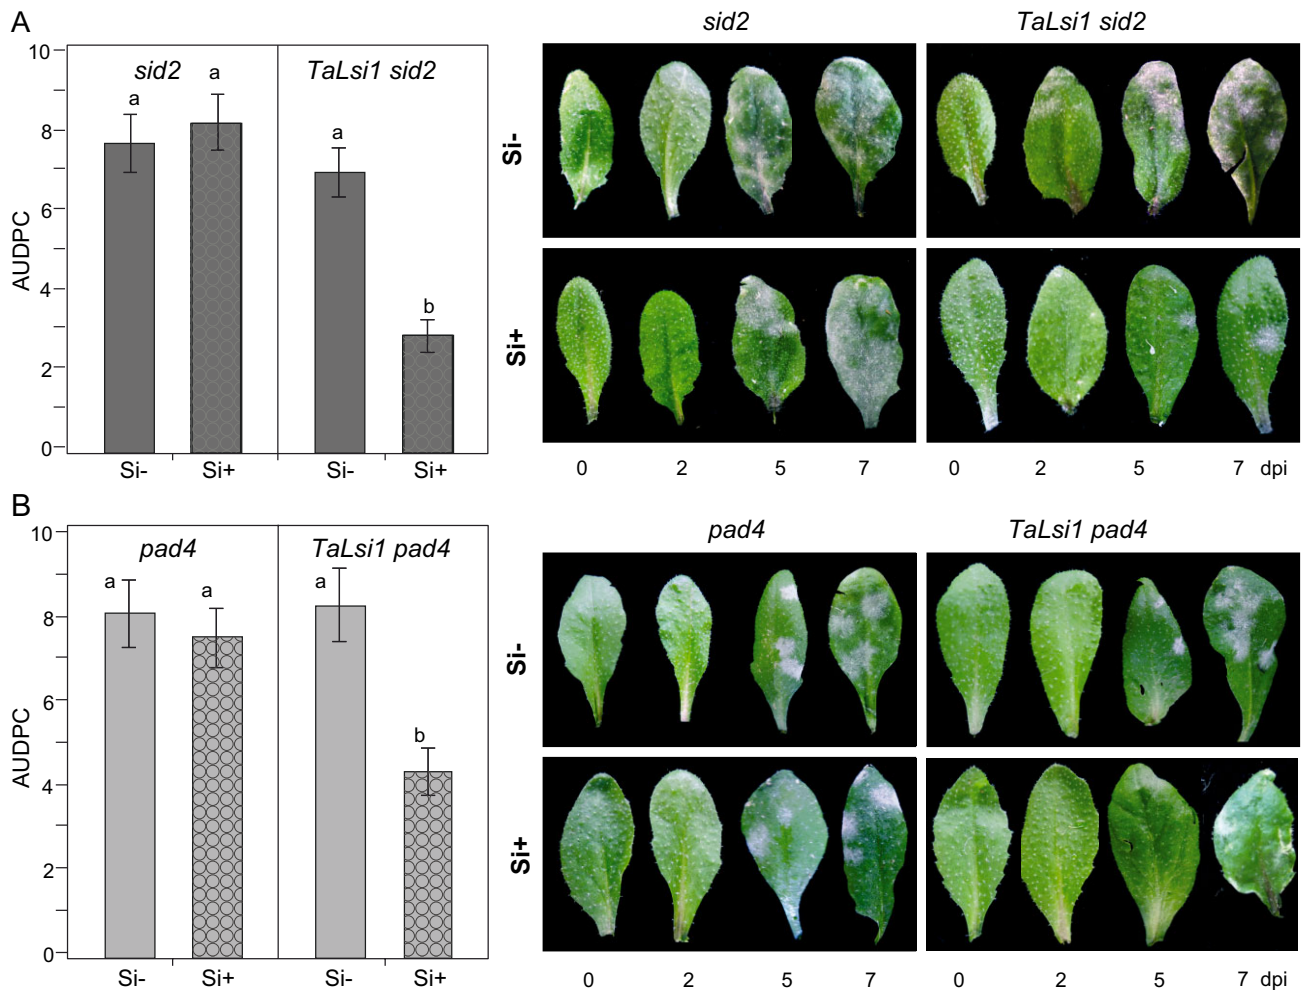 A
sid2 TaLsi1 sid2
10
8
6
4
2
0
AUDPC
sid2 TaLsi1 sid2
a a a b
Si- Si+ Si- Si+
Si-
Si+
0 2 5 7 0 2 5 7 dpi
B
pad4 TaLsi1 pad4
10
8
6
4
2
0
AUDPC
pad4 TaLsi1 pad4
a a a b
Si- Si+ Si- Si+
Si-
Si+
0 2 5 7 0 2 5 7 dpi